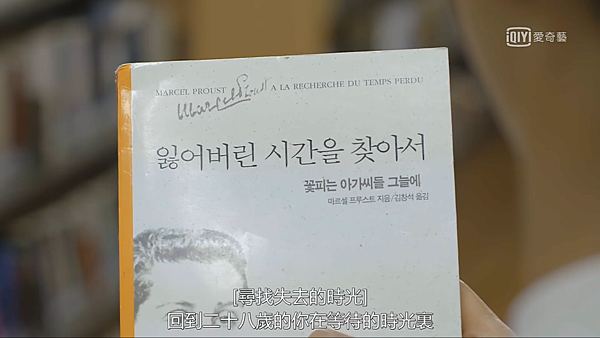 iQIYI 愛奇藝
MARCEL PROUST A LA RECHERCHE DU TEMPS PERDU
잃어버린 시간을 찾아서
꽃피는 아가씨들 그늘에
마르셀 프루스트 지음/김창석 옮김
[尋找失去的時光]
回到二十八歲的你在等待的時光裏